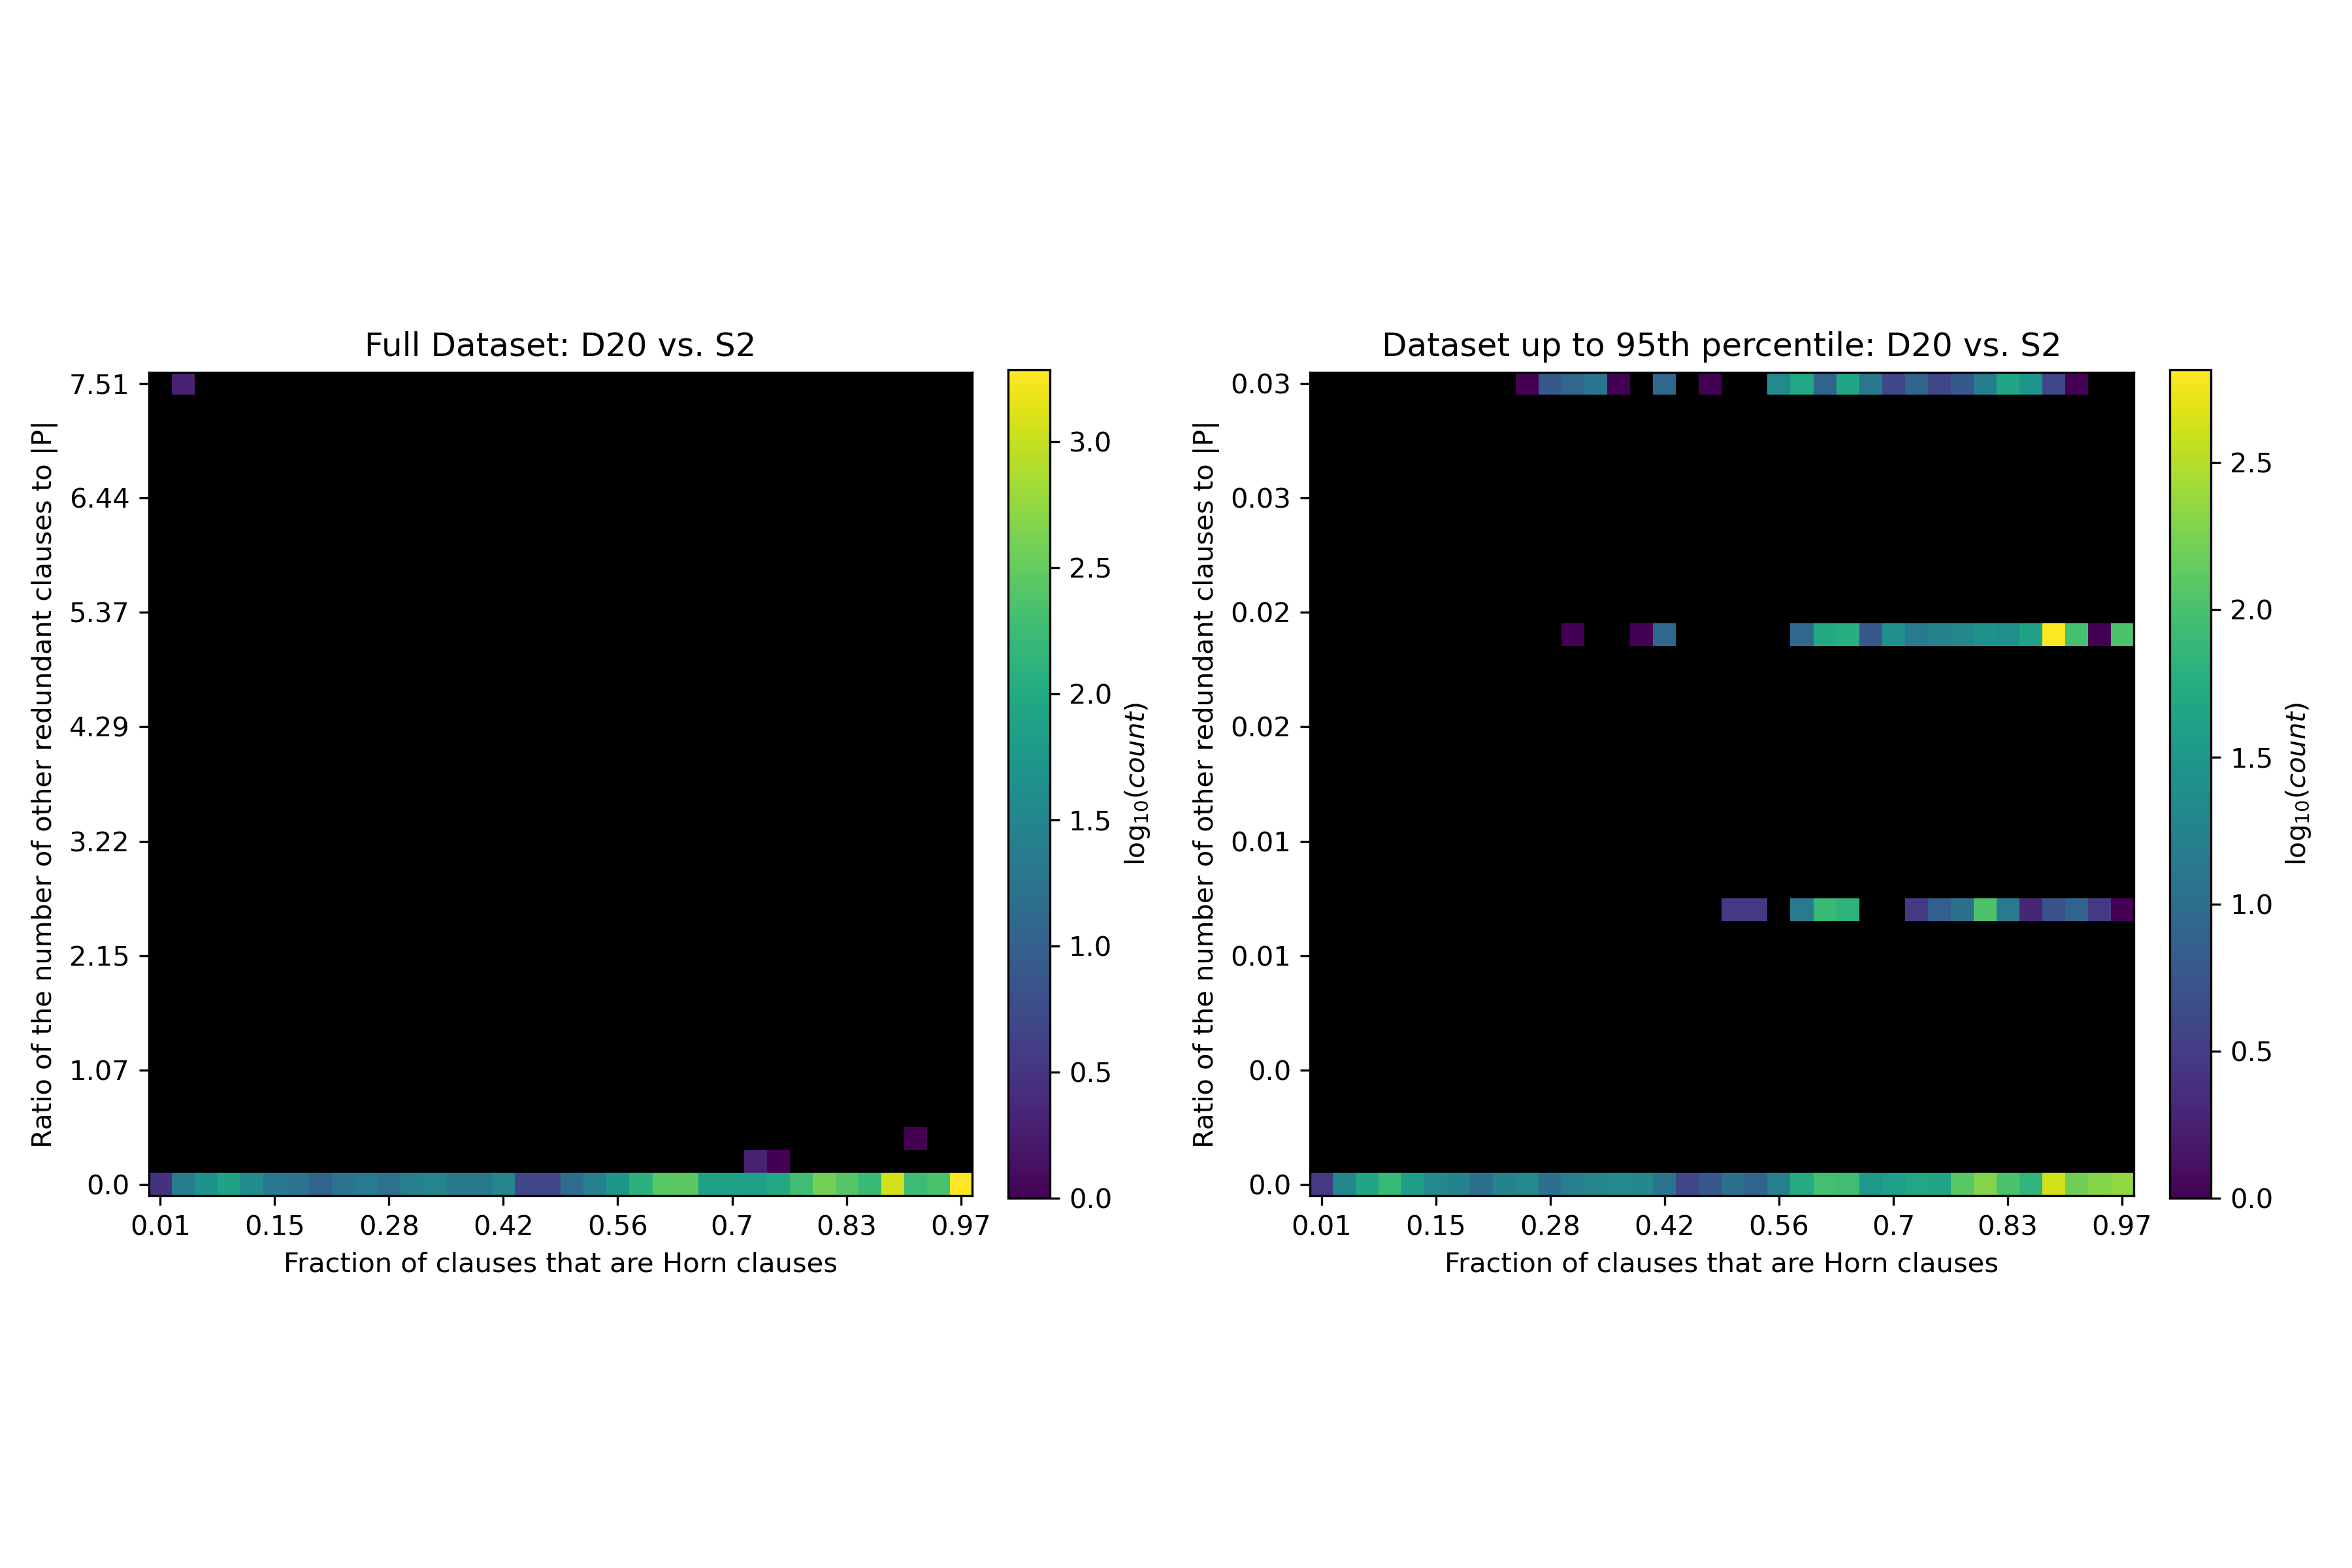 Full Dataset: D20 vs. S2
Ratio of the number of other redundant clauses to |P|
7.51
6.44
5.37
4.29
3.22
2.15
1.07
0.0
0.01 0.15 0.28 0.42 0.56 0.7 0.83 0.97
Fraction of clauses that are Horn clauses
3.0
2.5
2.0
1.5
1.0
0.5
0.0
log₁₀(count)
Dataset up to 95th percentile: D20 vs. S2
Ratio of the number of other redundant clauses to |P|
0.03
0.03
0.02
0.02
0.01
0.01
0.0
0.0
0.01 0.15 0.28 0.42 0.56 0.7 0.83 0.97
Fraction of clauses that are Horn clauses
2.5
2.0
1.5
1.0
0.5
0.0
log₁₀(count)